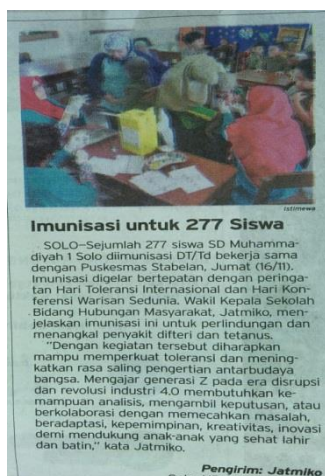 istimewa
Imunisasi untuk 277 Siswa
SOLO—Sejumlah 277 siswa SD Muhamma-
diyah 1 Solo diimunisasi DT/Td bekerja sama
dengan Puskesmas Stabelan, Jumat (16/11).
Imunisasi digelar bertepatan dengan peringa-
tan Hari Toleransi Internasional dan Hari Kon-
ferensi Warisan Sedunia. Wakil Kepala Sekolah
Bidang Hubungan Masyarakat, Jatmiko, men-
jelaskan imunisasi ini untuk perlindungan dan
menangkal penyakit difteri dan tetanus.
"Dengan kegiatan tersebut diharapkan
mampu memperkuat toleransi dan mening-
katkan rasa saling pengertian antarbudaya
bangsa. Mengajar generasi Z pada era disrupsi
dan revolusi industri 4.0 membutuhkan ke-
mampuan analisis, mengambil keputusan, atau
berkolaborasi dengan memecahkan masalah,
beradaptasi, kepemimpinan, kreativitas, inovasi
demi mendukung anak-anak yang sehat lahir
dan batin," kata Jatmiko.
Pengirim: Jatmiko